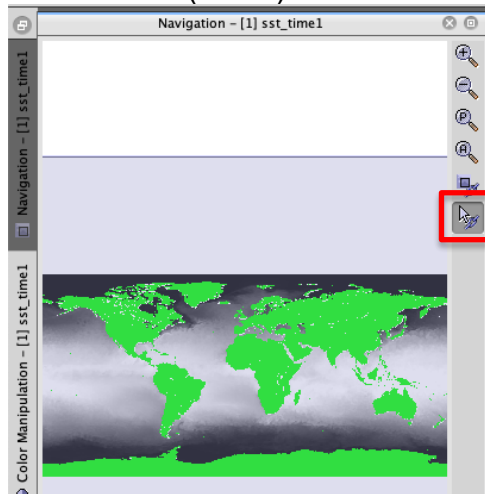 Navigation – [1] sst_time1
Navigation – [1] sst_time1
Color Manipulation – [1] sst_time1
P
A